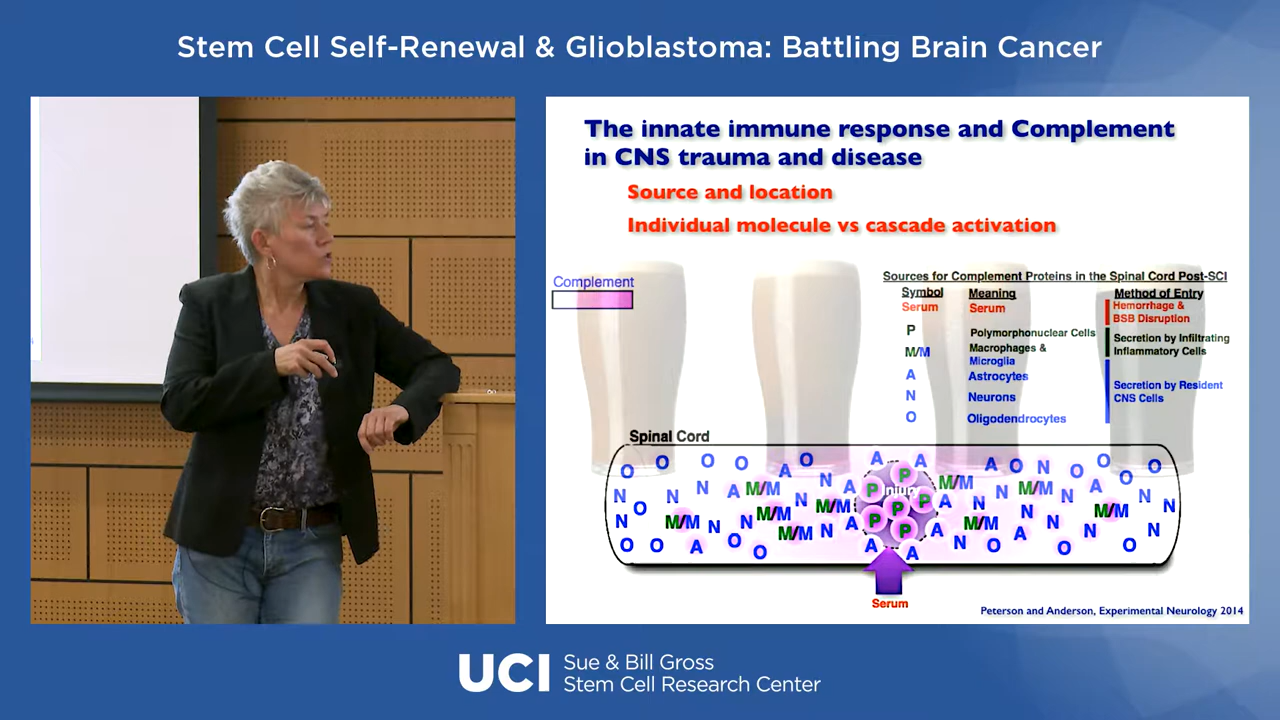 Stem Cell Self-Renewal & Glioblastoma: Battling Brain Cancer
The innate immune response and Complement
in CNS trauma and disease
Source and location
Individual molecule vs cascade activation
Complement
Sources for Complement Proteins in the Spinal Cord Post-SCI
Symbol Meaning Method of Entry
Serum Serum Hemorrhage &
BSB Disruption
P Polymorphonuclear Cells
Secretion by Infiltrating
Inflammatory Cells
M/M Macrophages &
Microglia
A Astrocytes
Secretion by Resident
CNS Cells
N Neurons
O Oligodendrocytes
Spinal Cord
O O O O A O A A A O N O O O
N N N A M/M N A P P M/M N M/M N A N
O M/M N P P A N N
N M/M N N M/M M/M N A P P A M/M N N N M/M N
O O A O O A A N O A O O
Serum
Peterson and Anderson, Experimental Neurology 2014
UCI
Sue & Bill Gross
Stem Cell Research Center